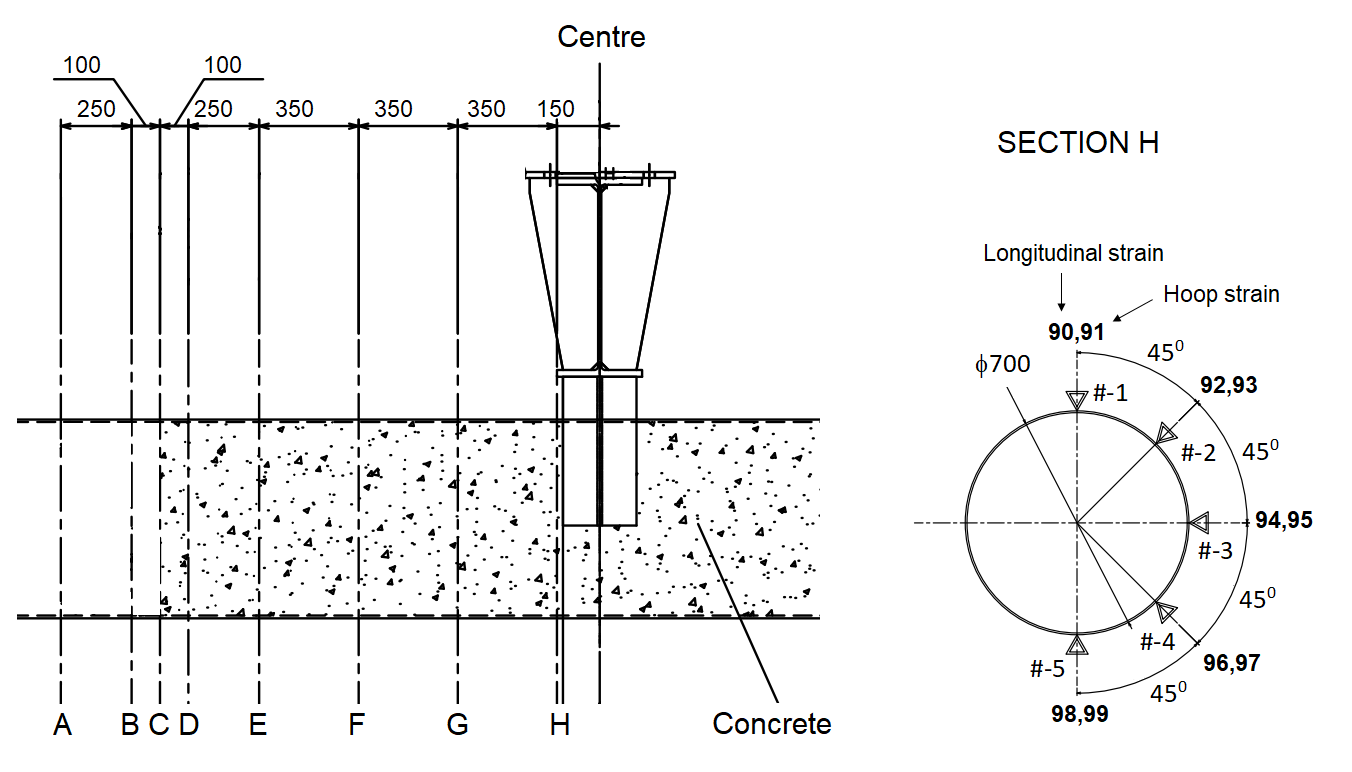 Centre
100
100
250
250
350
350
350
150
A
B
C
D
E
F
G
H
Concrete
SECTION H
Longitudinal strain
Hoop strain
90,91
45⁰
ϕ700
92,93
#-1
#-2
45⁰
94,95
#-3
45⁰
#-4
#-5
96,97
45⁰
98,99